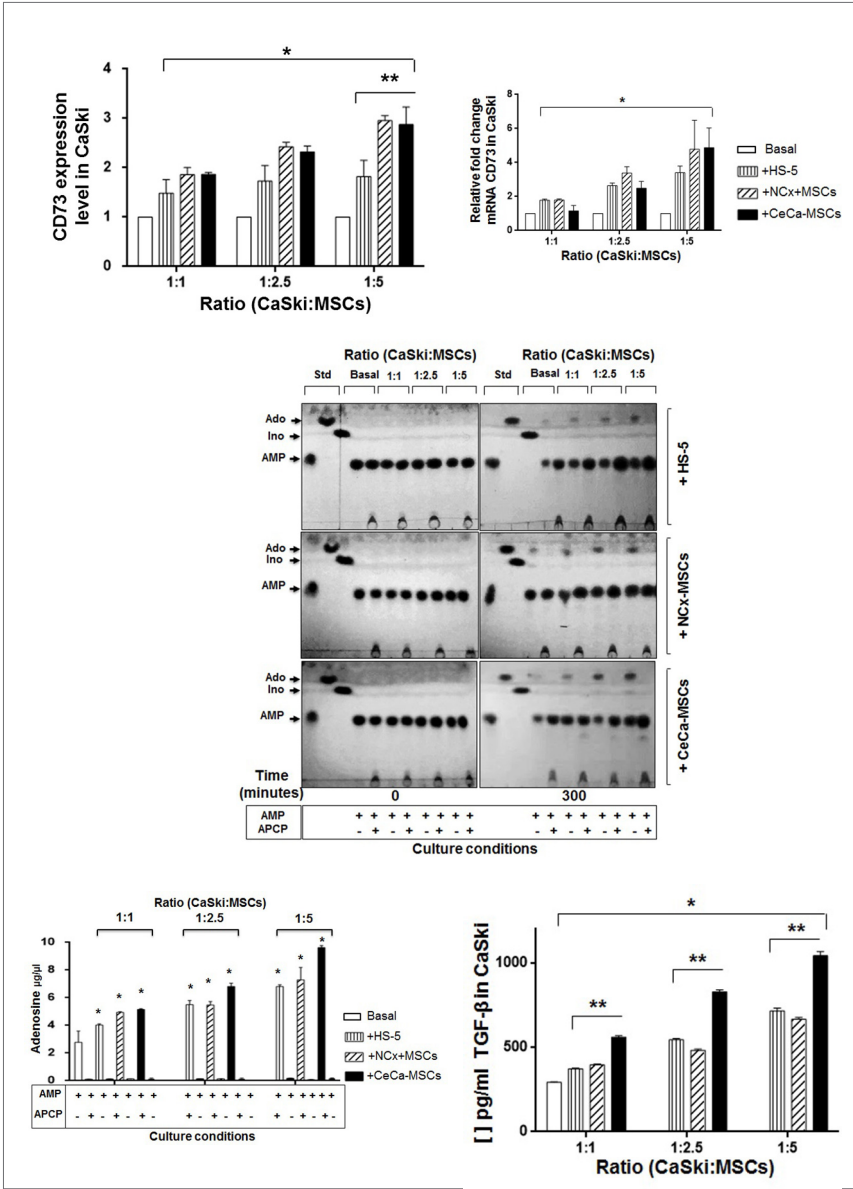 *
**
4
3
2
1
0
CD73 expression
level in CaSki
1:1 1:2.5 1:5
Ratio (CaSki:MSCs)
*
8
6
4
2
0
Relative fold change
mRNA CD73 in CaSki
1:1 1:2.5 1:5
Ratio (CaSki:MSCs)
Basal
+HS-5
+NCx+MSCs
+CeCa-MSCs
Ratio (CaSki:MSCs) Ratio (CaSki:MSCs)
Std Basal 1:1 1:2.5 1:5 Std Basal 1:1 1:2.5 1:5
Ado
Ino
AMP
+ HS-5
Ado
Ino
AMP
+ NCx-MSCs
Ado
Ino
AMP
+ CeCa-MSCs
Time
(minutes) 0 300
AMP + + + + + + + + + + + + + + + +
APCP - + - + - + - + - + - + - + - +
Culture conditions
Ratio (CaSki:MSCs)
1:1 1:2.5 1:5
10
8
6
4
2
0
Adenosine µg/µl
* * * * * * * * *
Basal
+HS-5
+NCx+MSCs
+CeCa-MSCs
AMP + + + + + + + + + + + + + + + + + + + +
APCP - + - + - + - + + - + - + - + - + - + -
Culture conditions
*
**
**
**
1000
500
0
[ ] pg/ml TGF-β in CaSki
1:1 1:2.5 1:5
Ratio (CaSki:MSCs)